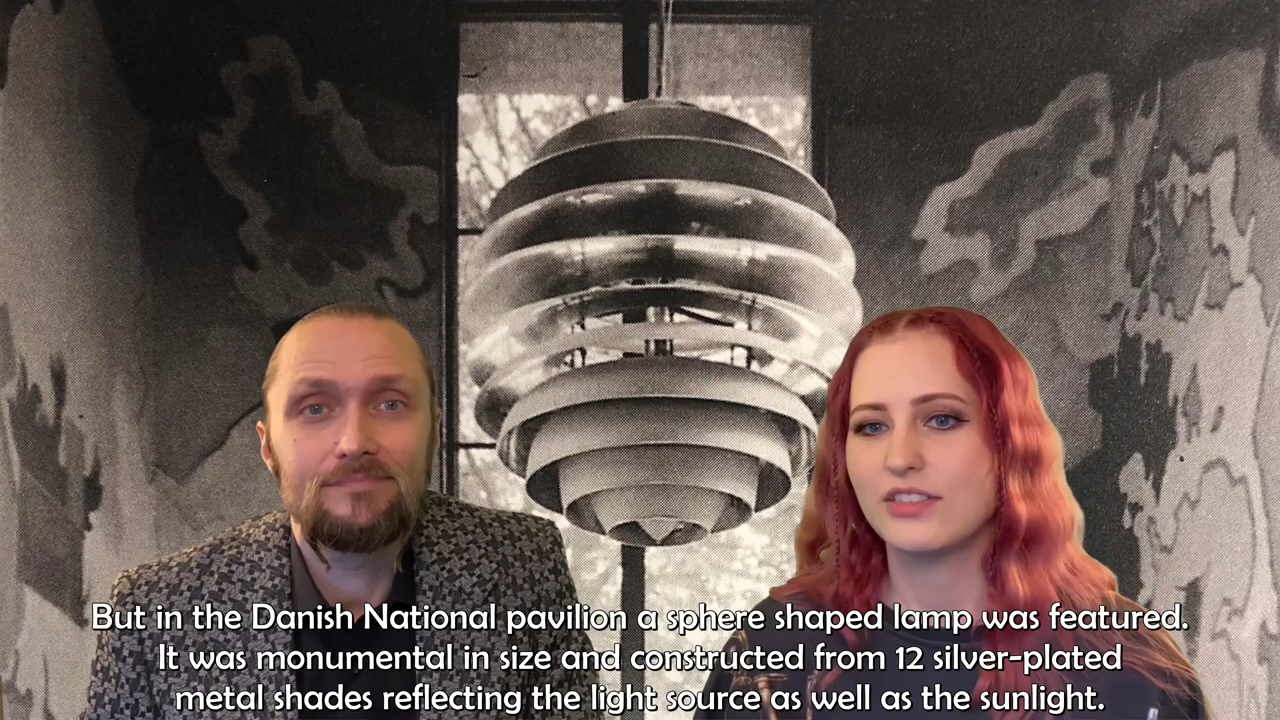 But in the Danish National pavilion a sphere shaped lamp was featured.
It was monumental in size and constructed from 12 silver-plated
metal shades reflecting the light source as well as the sunlight.